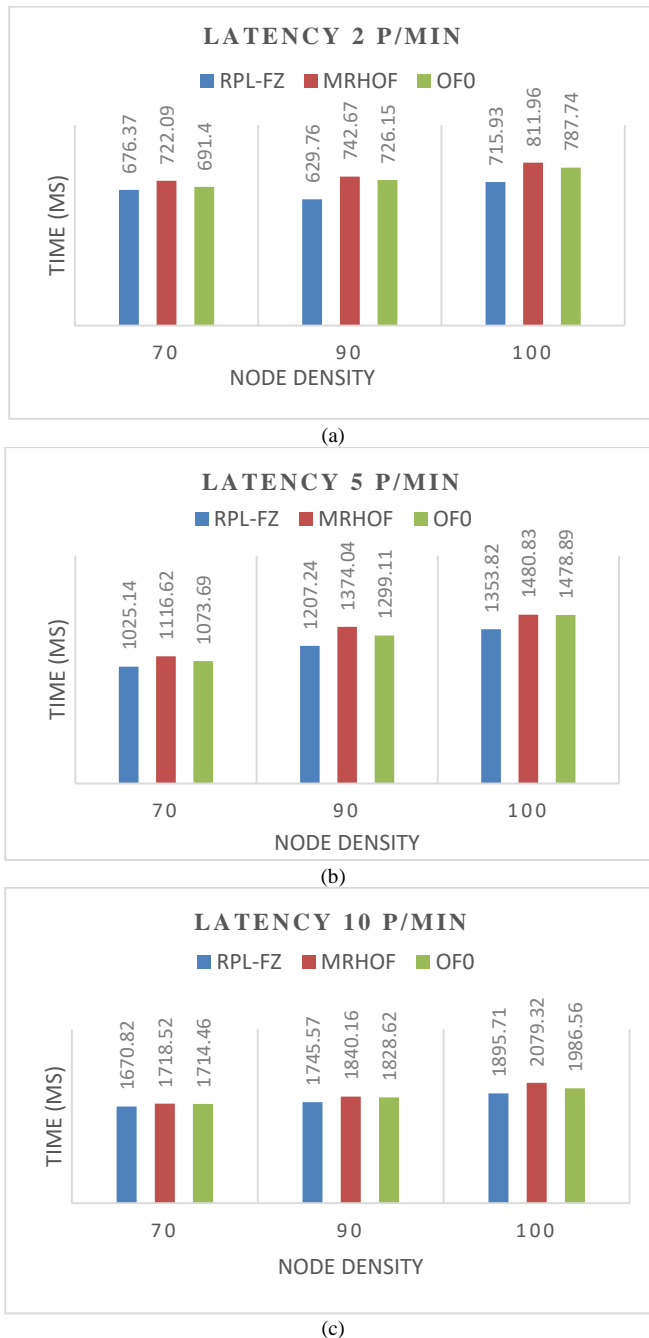 LATENCY 2 P/MIN
RPL-FZ MRHOF OF0
676.37 722.09 691.4 629.76 742.67 726.15 715.93 811.96 787.74
TIME (MS)
70 90 100
NODE DENSITY
(a)
LATENCY 5 P/MIN
RPL-FZ MRHOF OF0
1025.14 1116.62 1073.69 1207.24 1374.04 1299.11 1353.82 1480.83 1478.89
TIME (MS)
70 90 100
NODE DENSITY
(b)
LATENCY 10 P/MIN
RPL-FZ MRHOF OF0
1670.82 1718.52 1714.46 1745.57 1840.16 1828.62 1895.71 2079.32 1986.56
TIME (MS)
70 90 100
NODE DENSITY
(c)